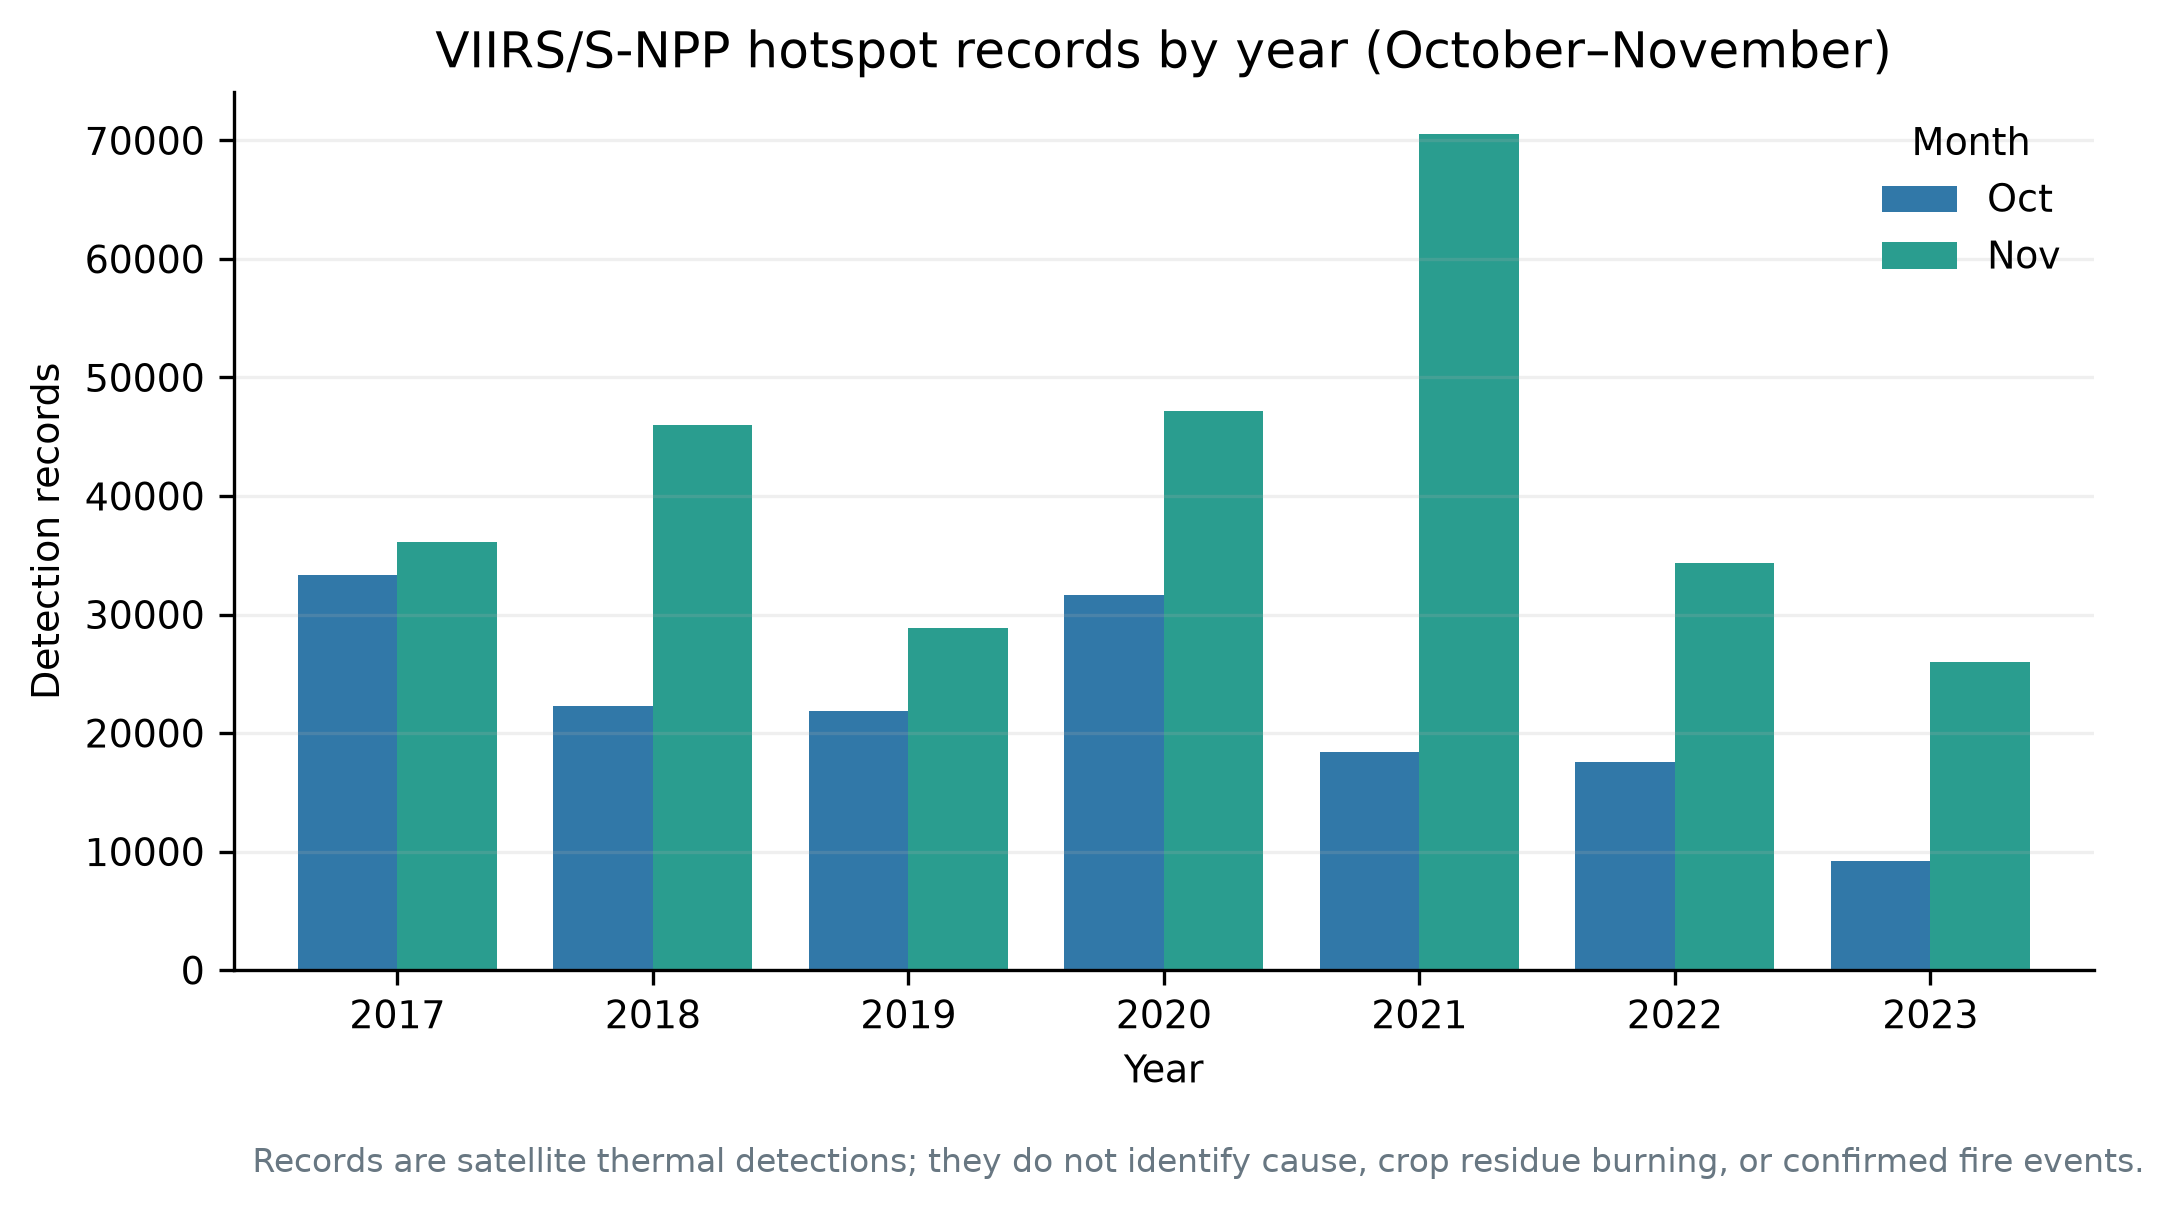 VIIRS/S-NPP hotspot records by year (October–November)
Detection records
70000
60000
50000
40000
30000
20000
10000
0
Month
Oct
Nov
2017 2018 2019 2020 2021 2022 2023
Year
Records are satellite thermal detections; they do not identify cause, crop residue burning, or confirmed fire events.